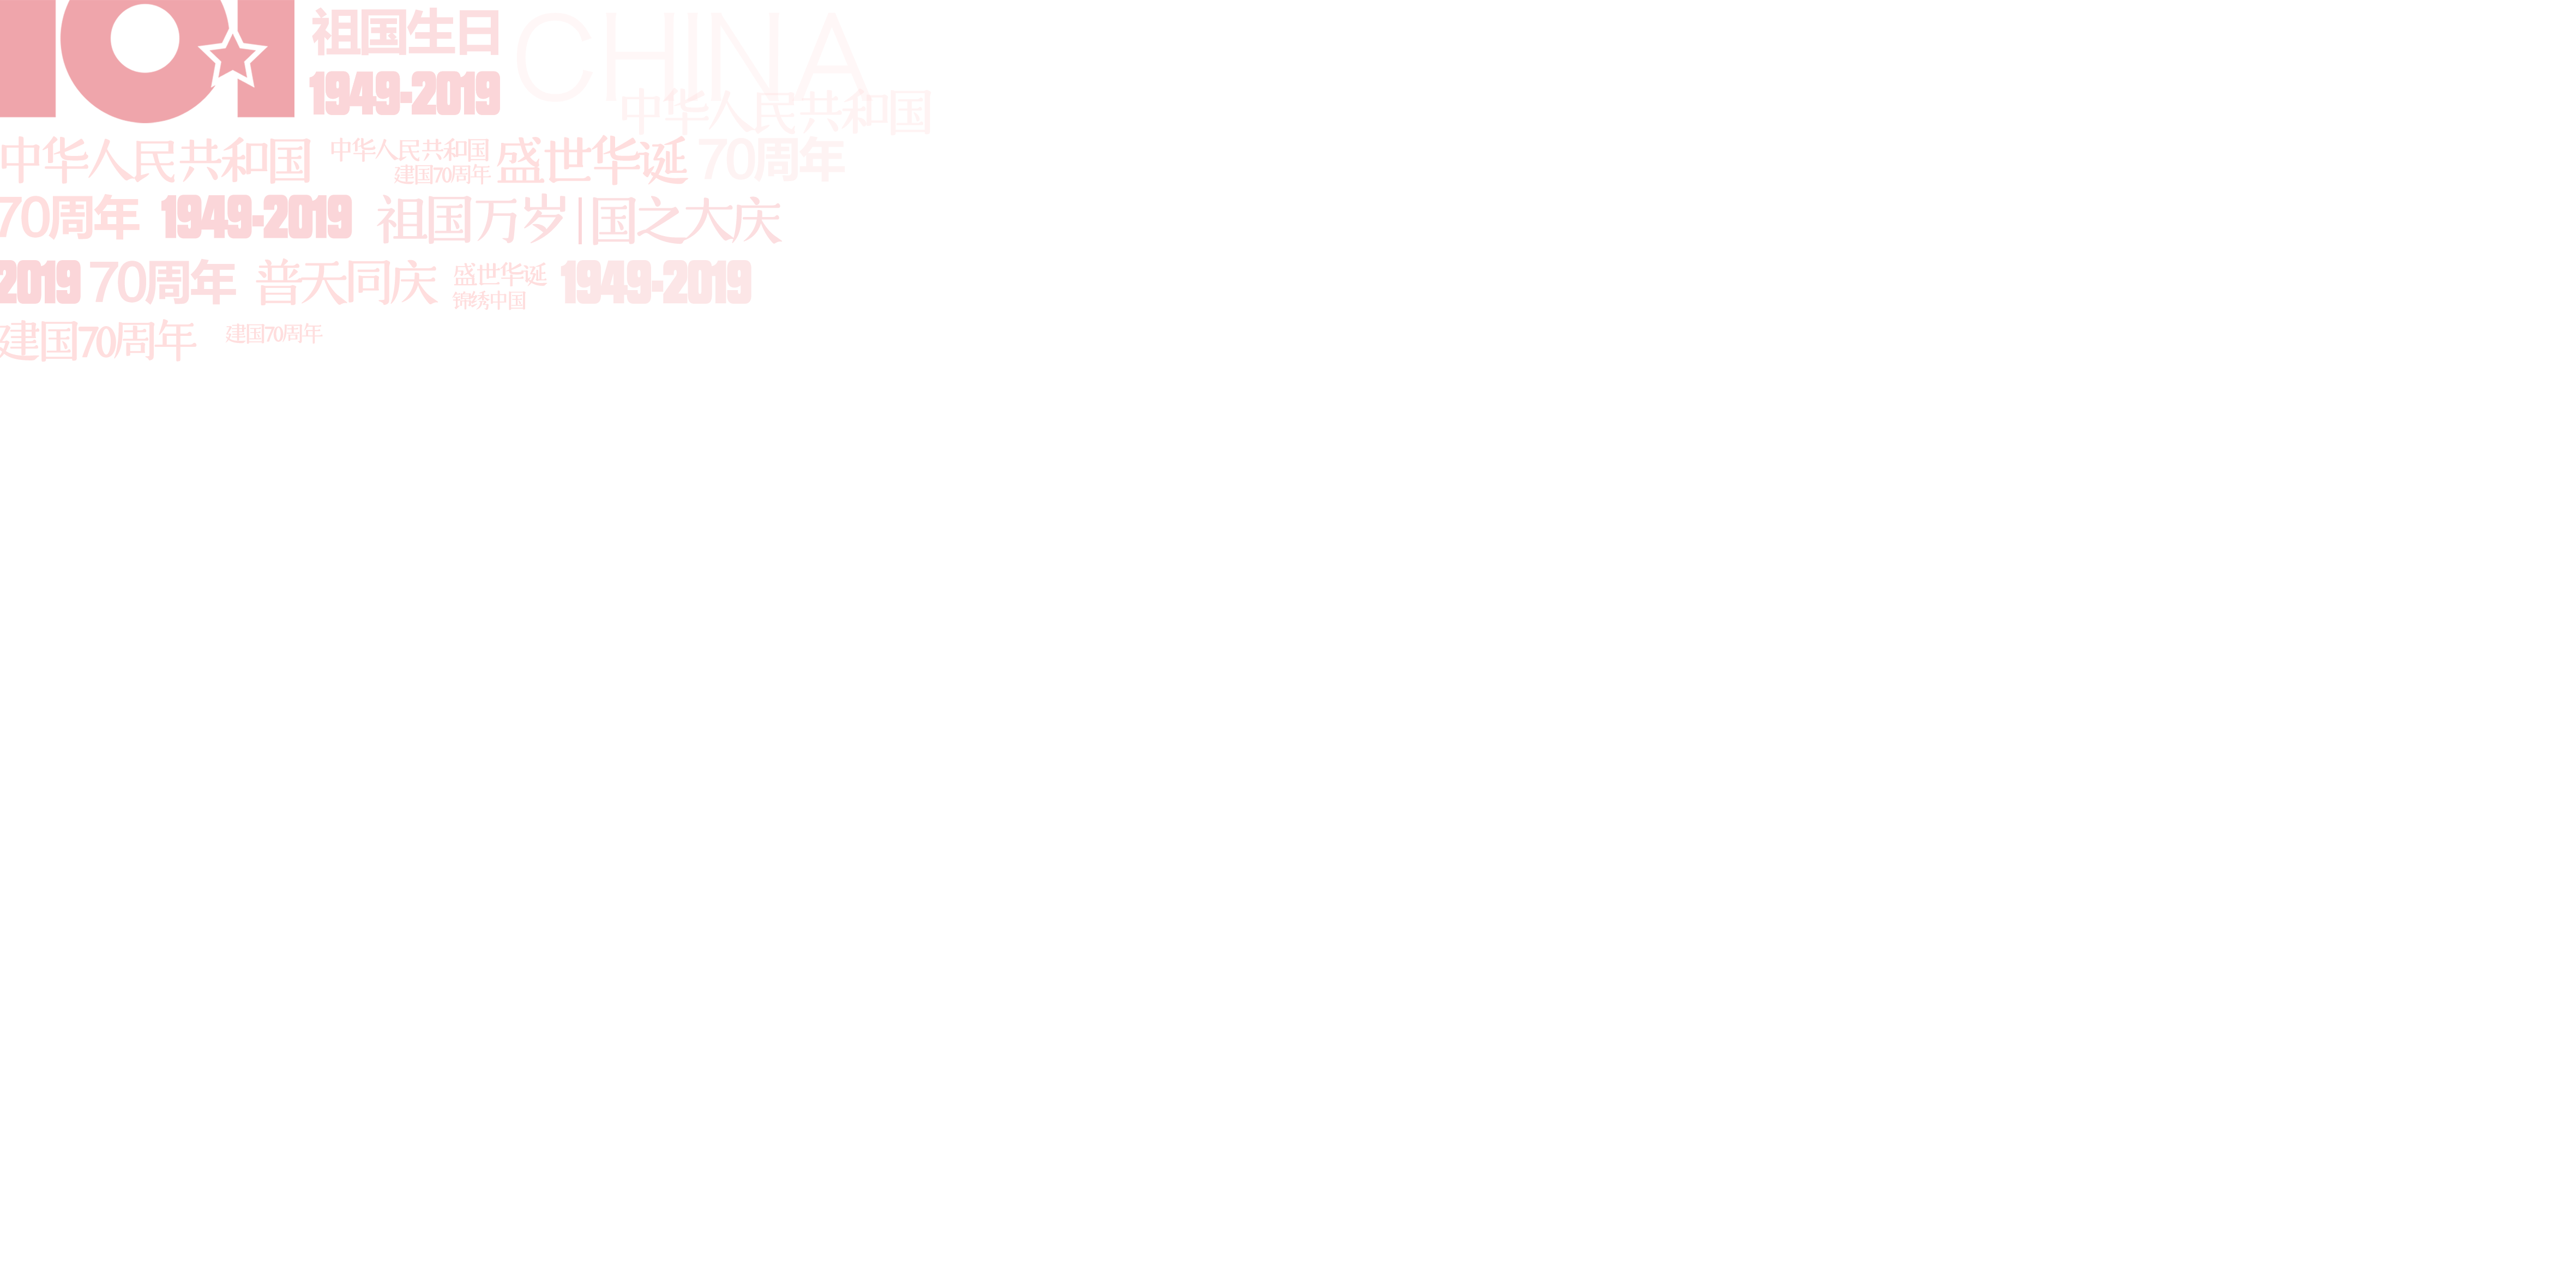 101 祖国生日 CHINA
1949-2019
中华人民共和国
中华人民共和国 中华人民共和国 盛世华诞 70周年
建国70周年
70周年 1949-2019 祖国万岁|国之大庆
2019 70周年 普天同庆 盛世华诞 1949-2019
锦绣中国
建国70周年 建国70周年